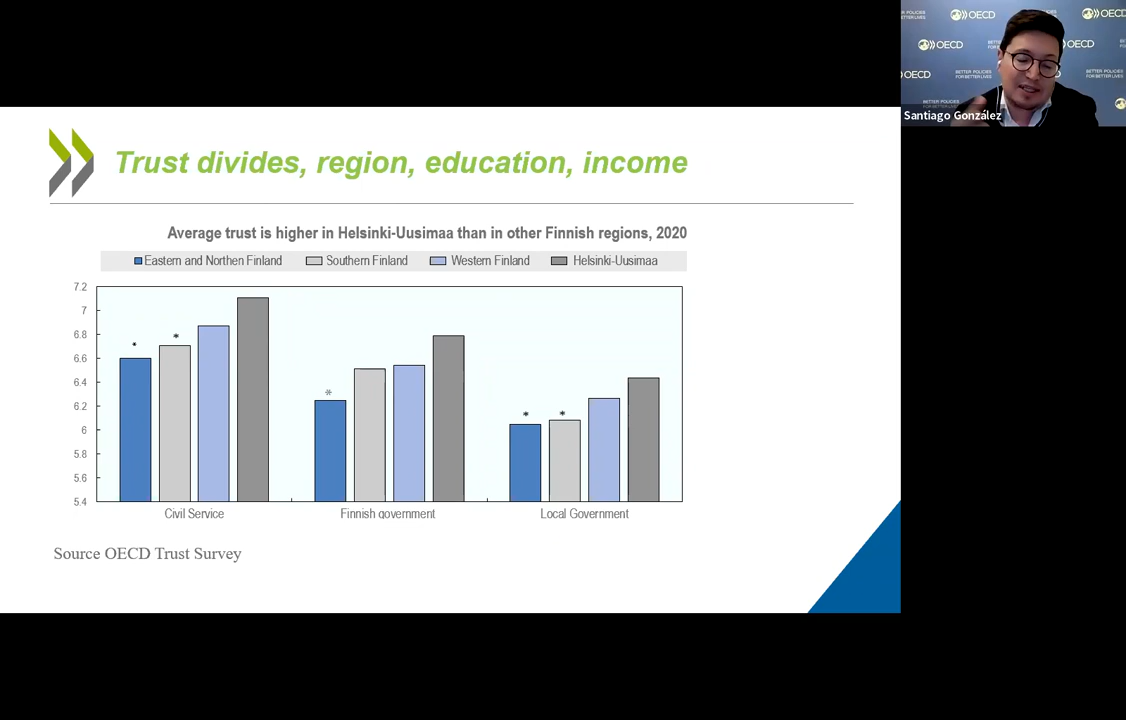 OECD
OECD
OECD
OECD
OECD
BETTER POLICIES
FOR BETTER LIVES
BETTER POLICIES
FOR BETTER LIVES
Santiago González
Trust divides, region, education, income
Average trust is higher in Helsinki-Uusimaa than in other Finnish regions, 2020
Eastern and Northen Finland Southern Finland Western Finland Helsinki-Uusimaa
7.2
7
6.8
6.6
6.4
6.2
6
5.8
5.6
5.4
* * * * *
Civil Service Finnish government Local Government
Source OECD Trust Survey